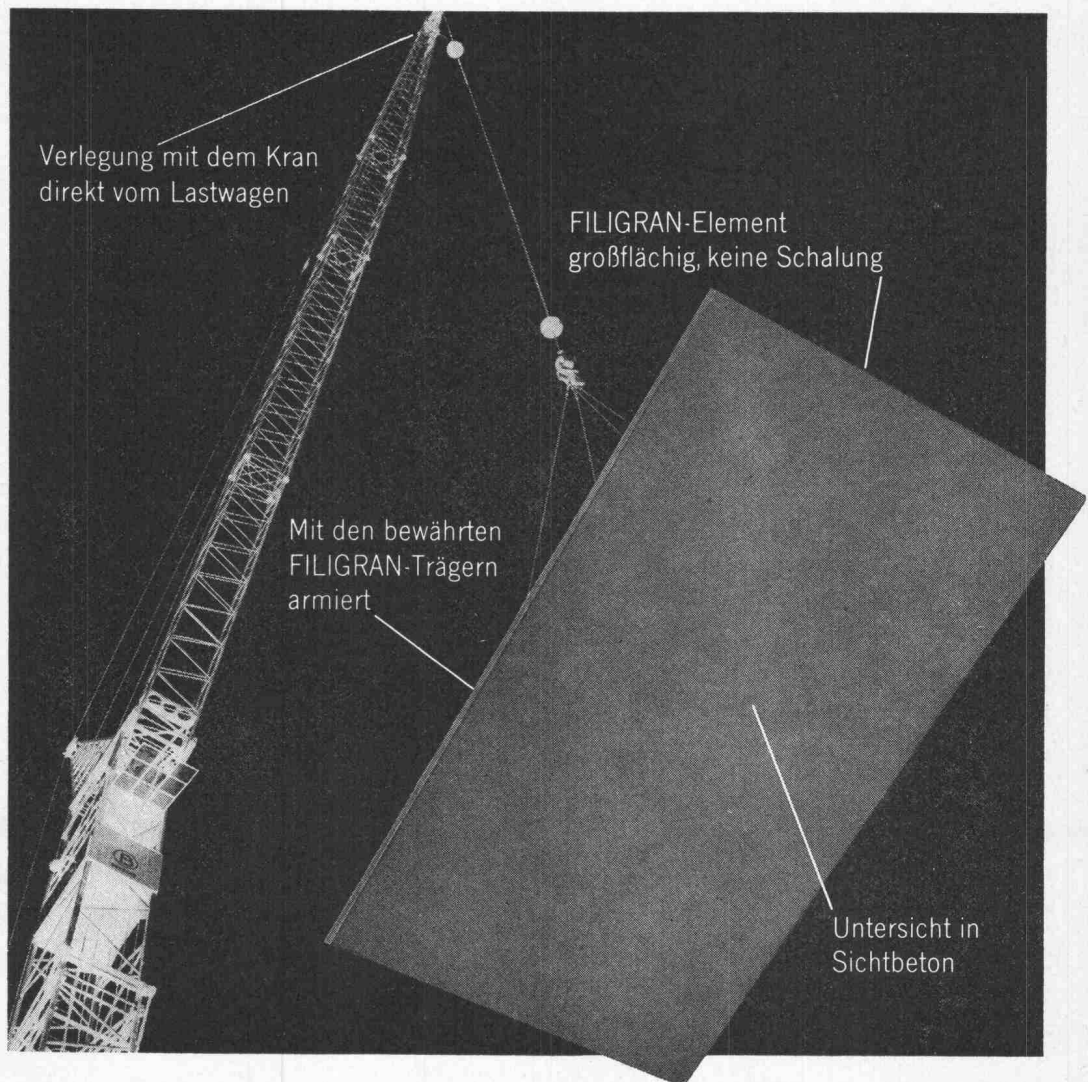 Verlegung mit dem Kran
direkt vom Lastwagen
FILIGRAN-Element
großflächig, keine Schalung
Mit den bewährten
FILIGRAN-Trägern
armiert
Untersicht in
Sichtbeton